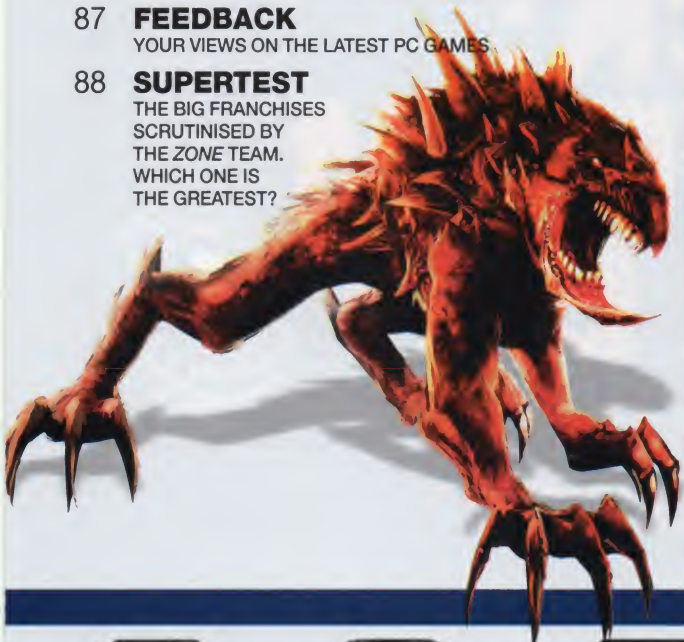 87 FEEDBACK
YOUR VIEWS ON THE LATEST PC GAMES
88 SUPERTEST
THE BIG FRANCHISES
SCRUTINISED BY
THE ZONE TEAM.
WHICH ONE IS
THE GREATEST?